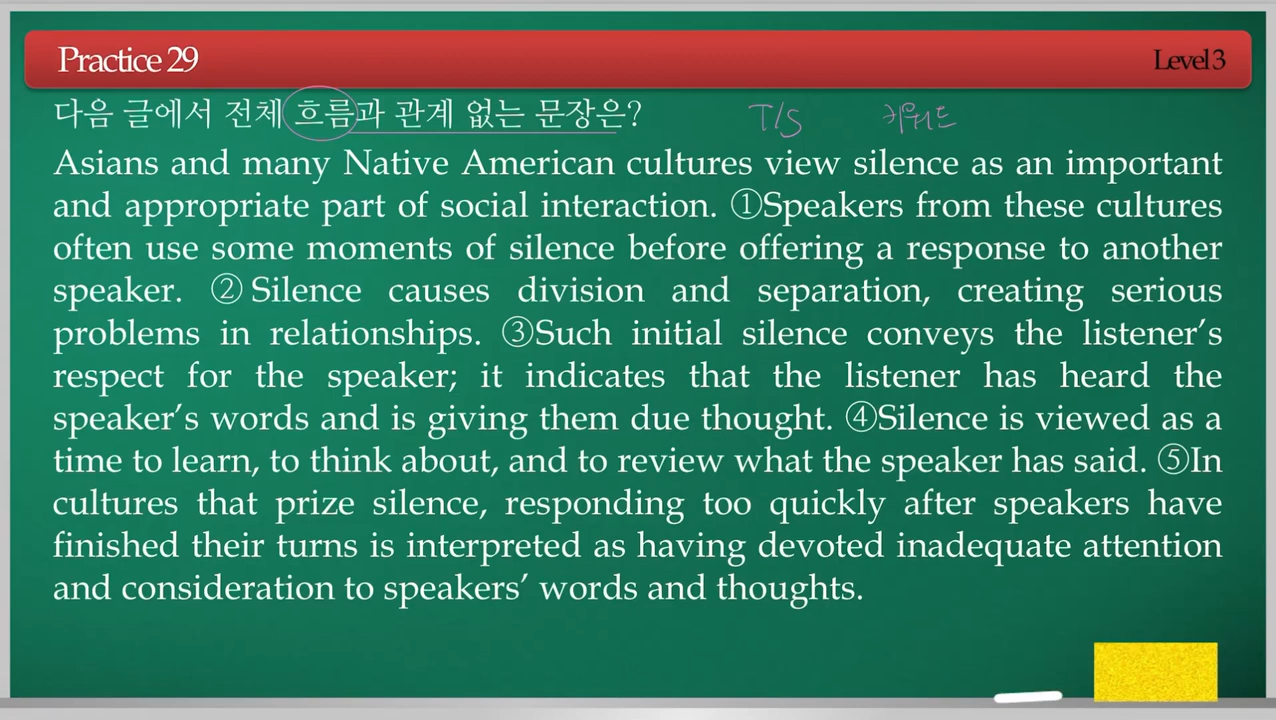 Practice 29
Level 3
다음 글에서 전체 흐름과 관계 없는 문장은?
T/S 키워드
Asians and many Native American cultures view silence as an important
and appropriate part of social interaction. ①Speakers from these cultures
often use some moments of silence before offering a response to another
speaker. ② Silence causes division and separation, creating serious
problems in relationships. ③Such initial silence conveys the listener’s
respect for the speaker; it indicates that the listener has heard the
speaker’s words and is giving them due thought. ④Silence is viewed as a
time to learn, to think about, and to review what the speaker has said. ⑤In
cultures that prize silence, responding too quickly after speakers have
finished their turns is interpreted as having devoted inadequate attention
and consideration to speakers’ words and thoughts.